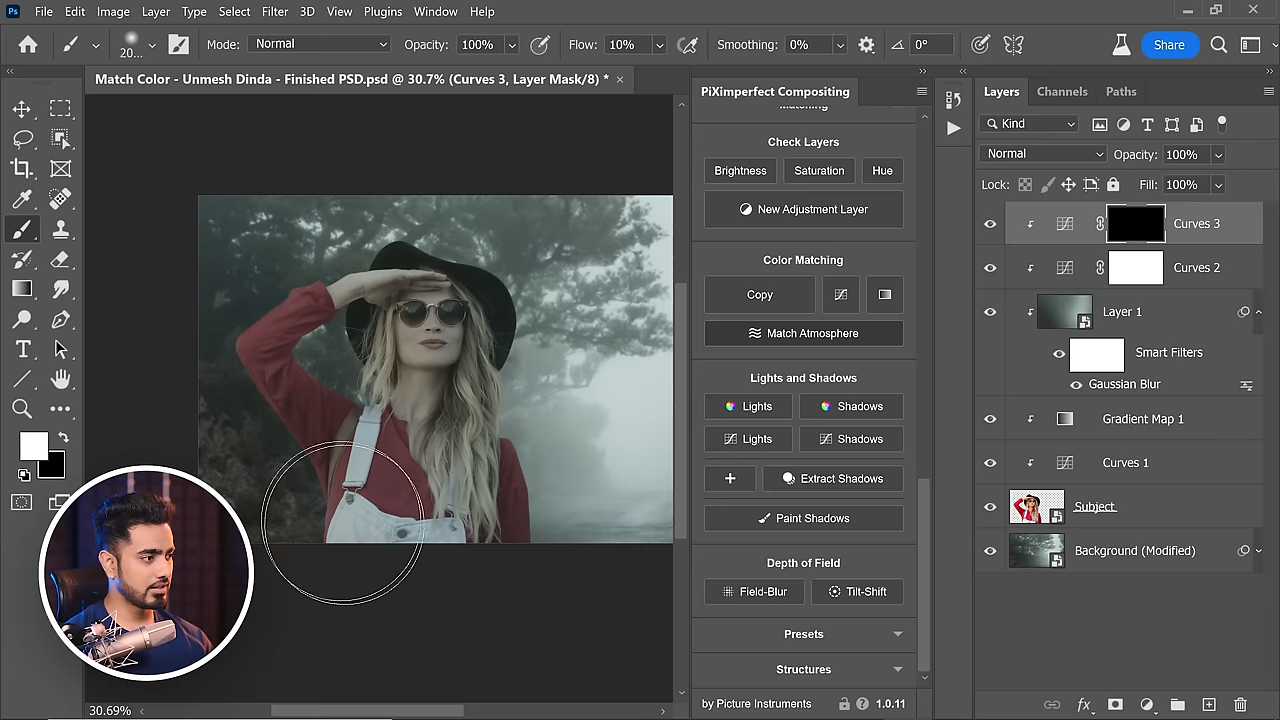 Ps File Edit Image Layer Type Select Filter 3D View Plugins Window Help
20... Mode: Normal Opacity: 100% Flow: 10% Smoothing: 0% 0° Share
Match Color - Unmesh Dinda - Finished PSD.psd @ 30.7% (Curves 3, Layer Mask/8) *
PiXimperfect Compositing
Matching
Check Layers
Brightness Saturation Hue
New Adjustment Layer
Color Matching
Copy
Match Atmosphere
Lights and Shadows
Lights Shadows
Lights Shadows
Extract Shadows
Paint Shadows
Depth of Field
Field-Blur Tilt-Shift
Presets
Structures
by Picture Instruments 1.0.11
Layers Channels Paths
Kind
Normal Opacity: 100%
Lock: Fill: 100%
Curves 3
Curves 2
Layer 1
Smart Filters
Gaussian Blur
Gradient Map 1
Curves 1
Subject
Background (Modified)
fx
30.69%